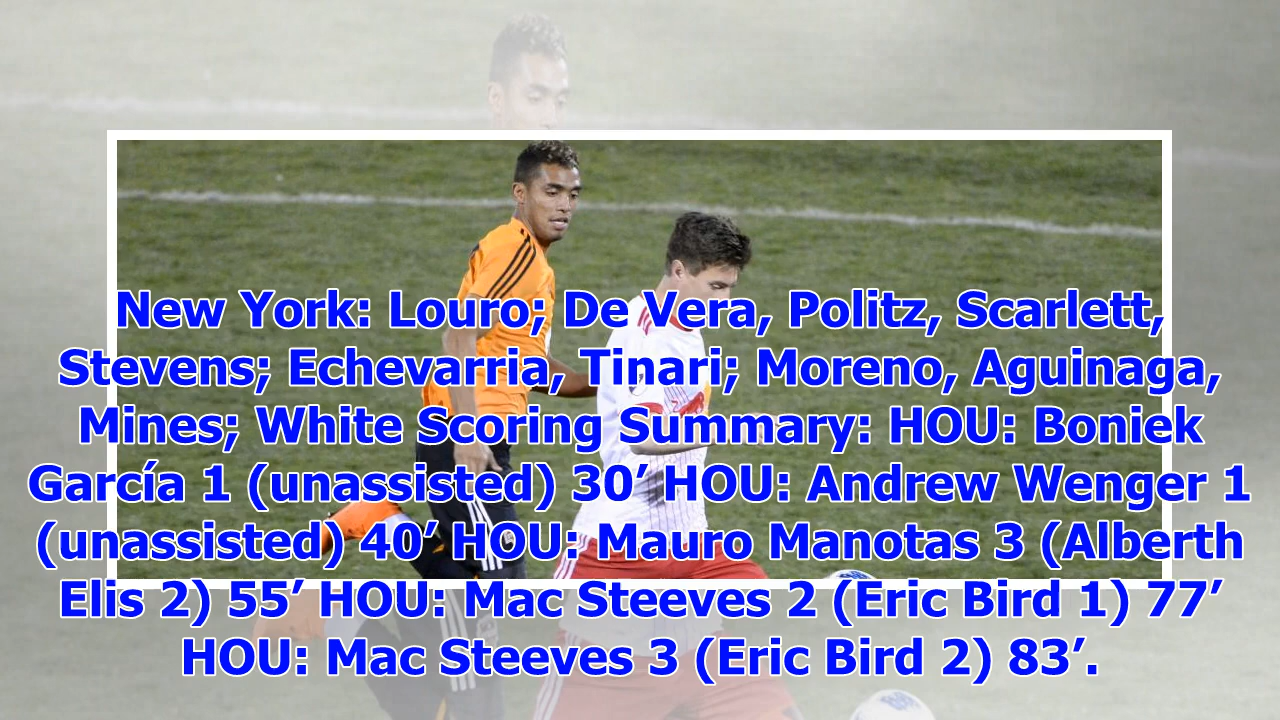 New York: Louro; De Vera, Politz, Scarlett,
Stevens; Echevarria, Tinari; Moreno, Aguinaga,
Mines; White Scoring Summary: HOU: Boniek
García 1 (unassisted) 30’ HOU: Andrew Wenger 1
(unassisted) 40’ HOU: Mauro Manotas 3 (Alberth
Elis 2) 55’ HOU: Mac Steeves 2 (Eric Bird 1) 77’
HOU: Mac Steeves 3 (Eric Bird 2) 83’.